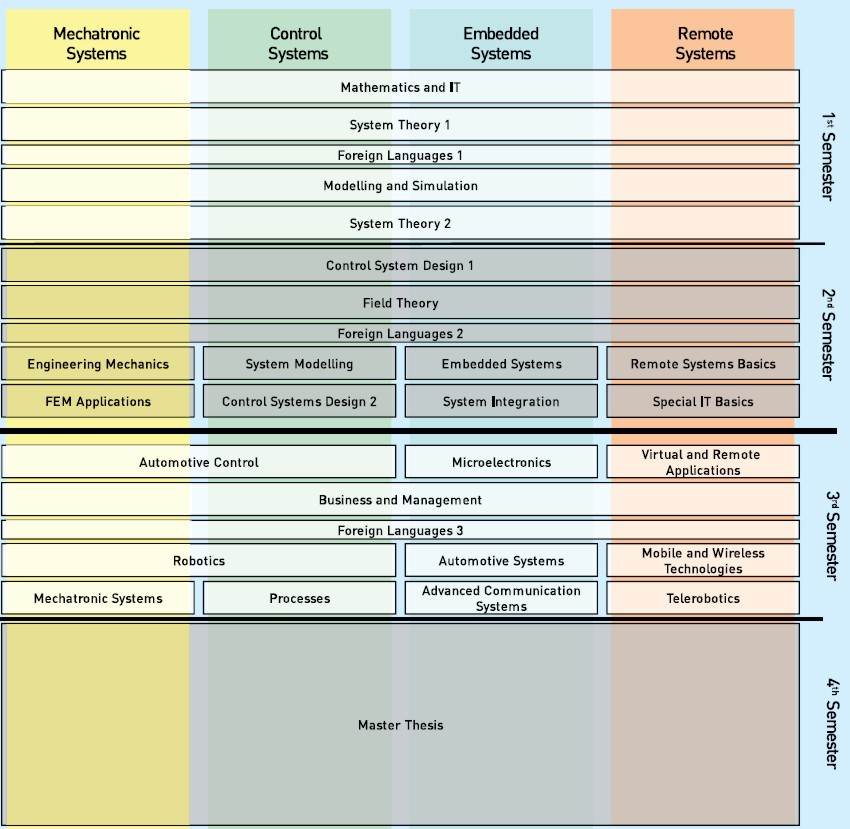 Mechatronic
Systems
Control
Systems
Embedded
Systems
Remote
Systems
Mathematics and IT
System Theory 1
Foreign Languages 1
Modelling and Simulation
System Theory 2
1st Semester
Control System Design 1
Field Theory
Foreign Languages 2
Engineering Mechanics
System Modelling
Embedded Systems
Remote Systems Basics
FEM Applications
Control Systems Design 2
System Integration
Special IT Basics
2nd Semester
Automotive Control
Microelectronics
Virtual and Remote
Applications
Business and Management
Foreign Languages 3
Robotics
Automotive Systems
Mobile and Wireless
Technologies
Mechatronic Systems
Processes
Advanced Communication
Systems
Telerobotics
3rd Semester
Master Thesis
4th Semester